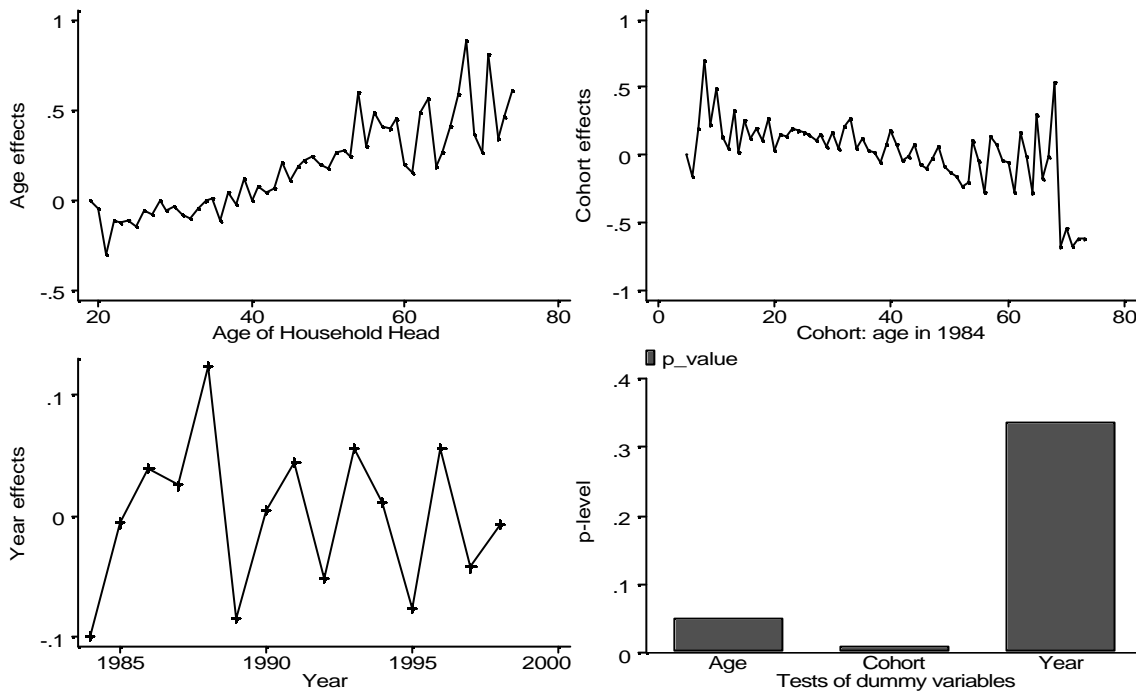 Age effects
1
.5
0
-.5
20
40
60
80
Age of Household Head
Cohort effects
1
.5
0
-.5
-1
0
20
40
60
80
Cohort: age in 1984
Year effects
.1
0
-.1
1985
1990
1995
2000
Year
p_value
p-level
.4
.3
.2
.1
0
Age
Cohort
Year
Tests of dummy variables